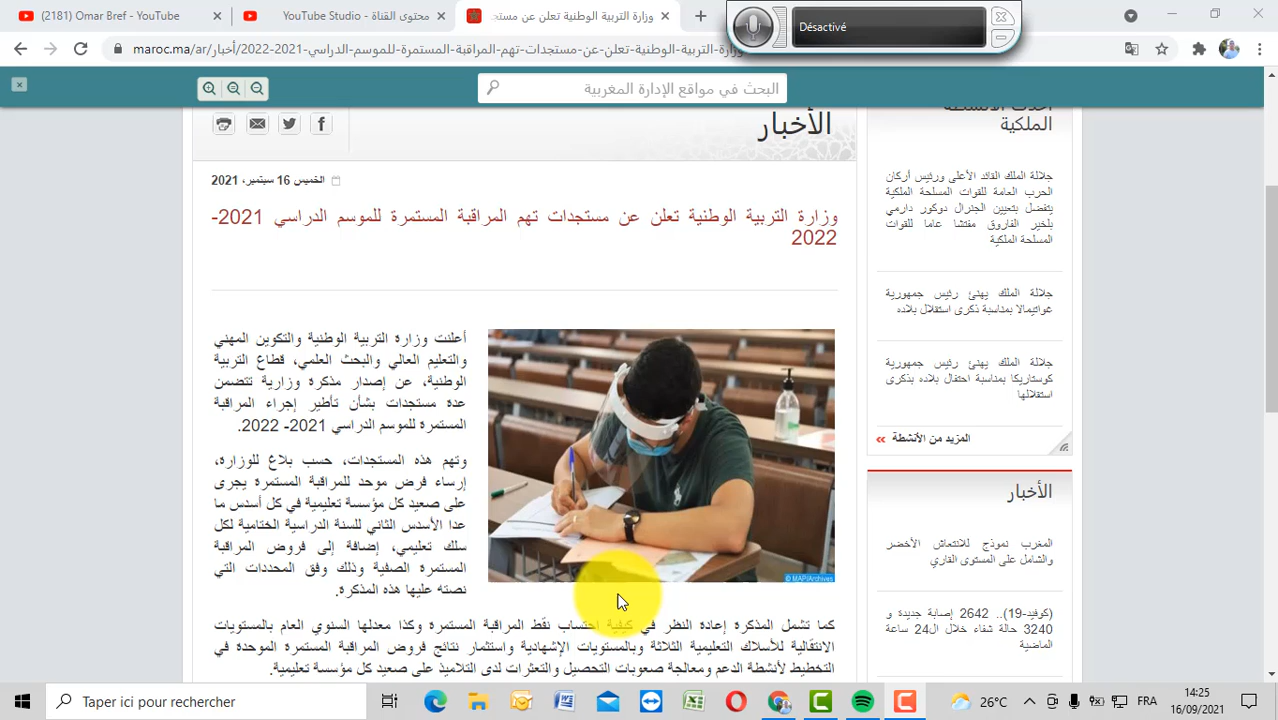 (2181) Star BreeZ - YouTube
YouTube Studio - محتوى القناة
وزارة التربية الوطنية تعلن عن مستجد
Désactivé
maroc.ma/ar/أخبار/وزارة-التربية-الوطنية-تعلن-عن-مستجدات-تهم-المراقبة-المستمرة-للموسم-الدراسي-2021-2022
البحث في مواقع الإدارة المغربية
الملكية
جلالة الملك القائد الأعلى ورئيس أركان
الحرب العامة للقوات المسلحة الملكية
يتفضل بتعيين الجنرال دوكور دارمي
بلخير الفاروق مفتشا عاما للقوات
المسلحة الملكية
جلالة الملك يهنئ رئيس جمهورية
غواتيمالا بمناسبة ذكرى استقلال بلاده
جلالة الملك يهنئ رئيس جمهورية
كوستاريكا بمناسبة احتفال بلاده بذكرى
استقلالها
المزيد من الأنشطة
الأخبار
المغرب نموذج للانتعاش الأخضر
والشامل على المستوى القاري
(كوفيد-19).. 2642 إصابة جديدة و
3240 حالة شفاء خلال ال24 ساعة
الماضية
الأخبار
الخميس 16 سبتمبر، 2021
وزارة التربية الوطنية تعلن عن مستجدات تهم المراقبة المستمرة للموسم الدراسي 2021-
2022
أعلنت وزارة التربية الوطنية والتكوين المهني
والتعليم العالي والبحث العلمي، قطاع التربية
الوطنية، عن إصدار مذكرة وزارية تتضمن
عدة مستجدات بشأن تأطير إجراء المراقبة
المستمرة للموسم الدراسي 2021- 2022.
وتهم هذه المستجدات، حسب بلاغ للوزارة،
إرساء فرض موحد للمراقبة المستمرة يجرى
على صعيد كل مؤسسة تعليمية في كل أسدس ما
عدا الأسدس الثاني للسنة الدراسية الختامية لكل
سلك تعليمي، إضافة إلى فروض المراقبة
المستمرة الصفية وذلك وفق المحددات التي
نصته عليها هذه المذكرة.
© MAP/Archives
كما تشمل المذكرة إعادة النظر في كيفية احتساب نقط المراقبة المستمرة وكذا معدلها السنوي العام بالمستويات
الانتقالية للأسلاك التعليمية الثلاثة وبالمستويات الإشهادية واستثمار نتائج فروض المراقبة المستمرة الموحدة في
التخطيط لأنشطة الدعم ومعالجة صعوبات التحصيل والتعثرات لدى التلاميذ على صعيد كل مؤسسة تعليمية.
Taper ici pour rechercher
26°C
FRA
14:25
16/09/2021